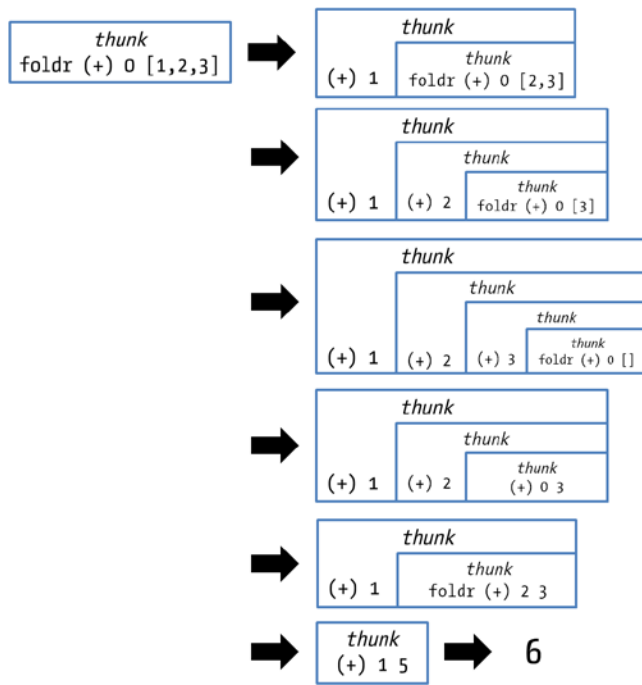 thunk
foldr (+) 0 [1,2,3]
thunk
thunk
(+) 1
foldr (+) 0 [2,3]
thunk
thunk
thunk
(+) 1
(+) 2
foldr (+) 0 [3]
thunk
thunk
thunk
thunk
thunk
(+) 1
(+) 2
(+) 3
foldr (+) 0 []
thunk
thunk
thunk
(+) 1
(+) 2
(+) 0 3
thunk
thunk
(+) 1
foldr (+) 2 3
thunk
(+) 1 5
6